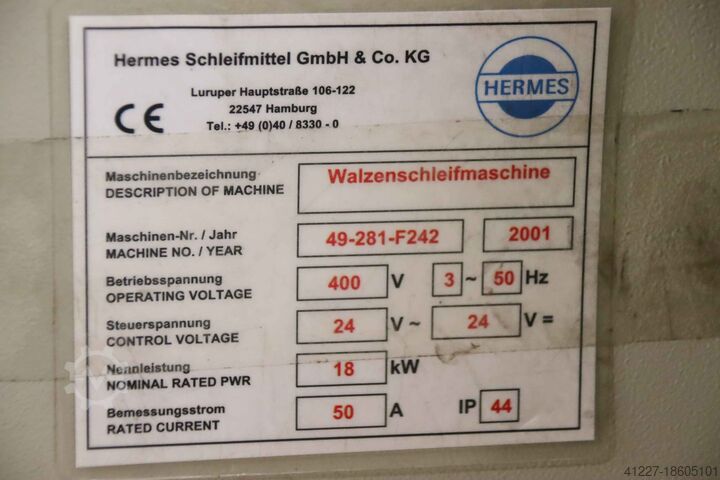 Hermes Schleifmittel GmbH & Co. KG
Luruper Hauptstraße 106-122
22547 Hamburg
Tel.: +49 (0)40 / 8330 - 0
CE
HERMES
Maschinenbezeichnung
DESCRIPTION OF MACHINE
Walzenschleifmaschine
Maschinen-Nr. / Jahr
MACHINE NO. / YEAR
49-281-F242 2001
Betriebsspannung
OPERATING VOLTAGE
400 V 3 ~ 50 Hz
Steuerspannung
CONTROL VOLTAGE
24 V ~ 24 V =
Nennleistung
NOMINAL RATED PWR
18 kW
Bemessungsstrom
RATED CURRENT
50 A IP 44
41227-18605101